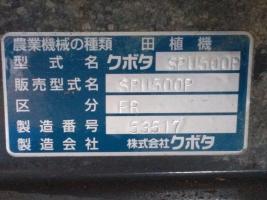 農業機械の種類 田植機
型式名 クボタ SPU500P
販売型式名 SPU500P
区分 PR
製造番号 53517
製造会社 株式会社クボタ